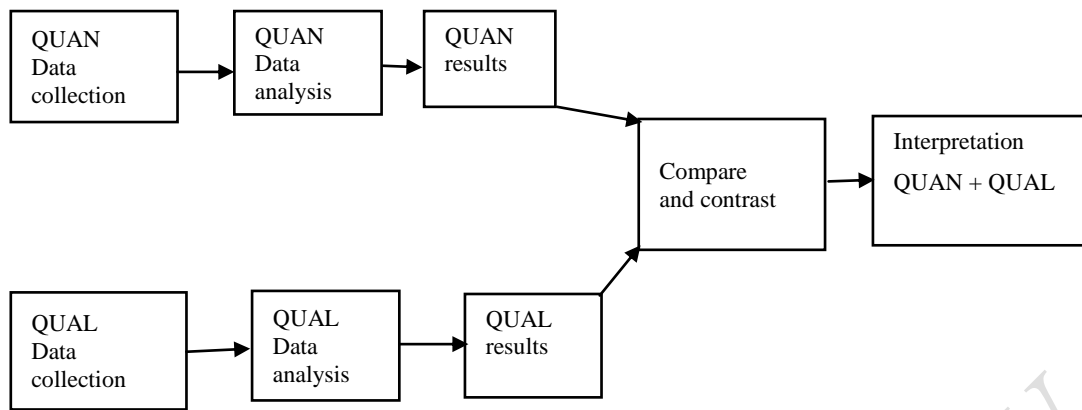 QUAN
Data
collection
QUAN
Data
analysis
QUAN
results
Compare
and contrast
Interpretation
QUAN + QUAL
QUAL
Data
collection
QUAL
Data
analysis
QUAL
results